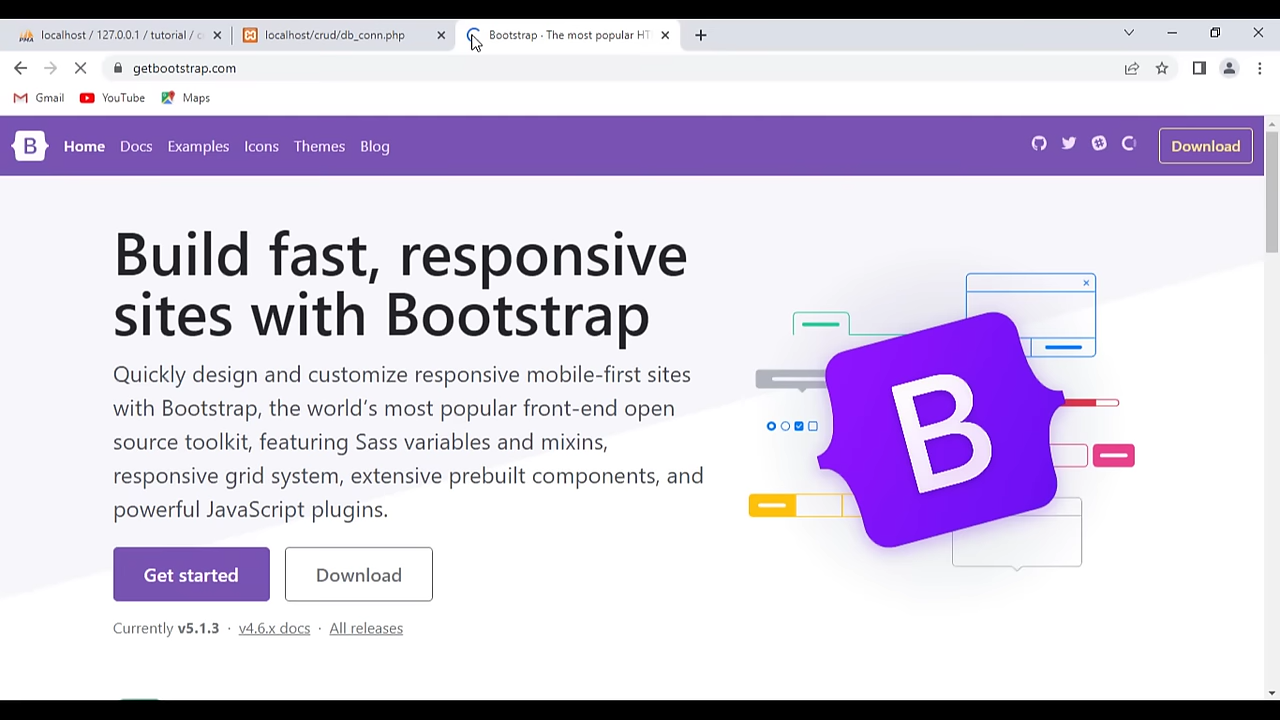 localhost / 127.0.0.1 / tutorial / c
localhost/crud/db_conn.php
Bootstrap · The most popular HT
getbootstrap.com
Gmail
YouTube
Maps
B
Home
Docs
Examples
Icons
Themes
Blog
Download
Build fast, responsive
sites with Bootstrap
Quickly design and customize responsive mobile-first sites
with Bootstrap, the world’s most popular front-end open
source toolkit, featuring Sass variables and mixins,
responsive grid system, extensive prebuilt components, and
powerful JavaScript plugins.
Get started
Download
Currently v5.1.3 · v4.6.x docs · All releases
B